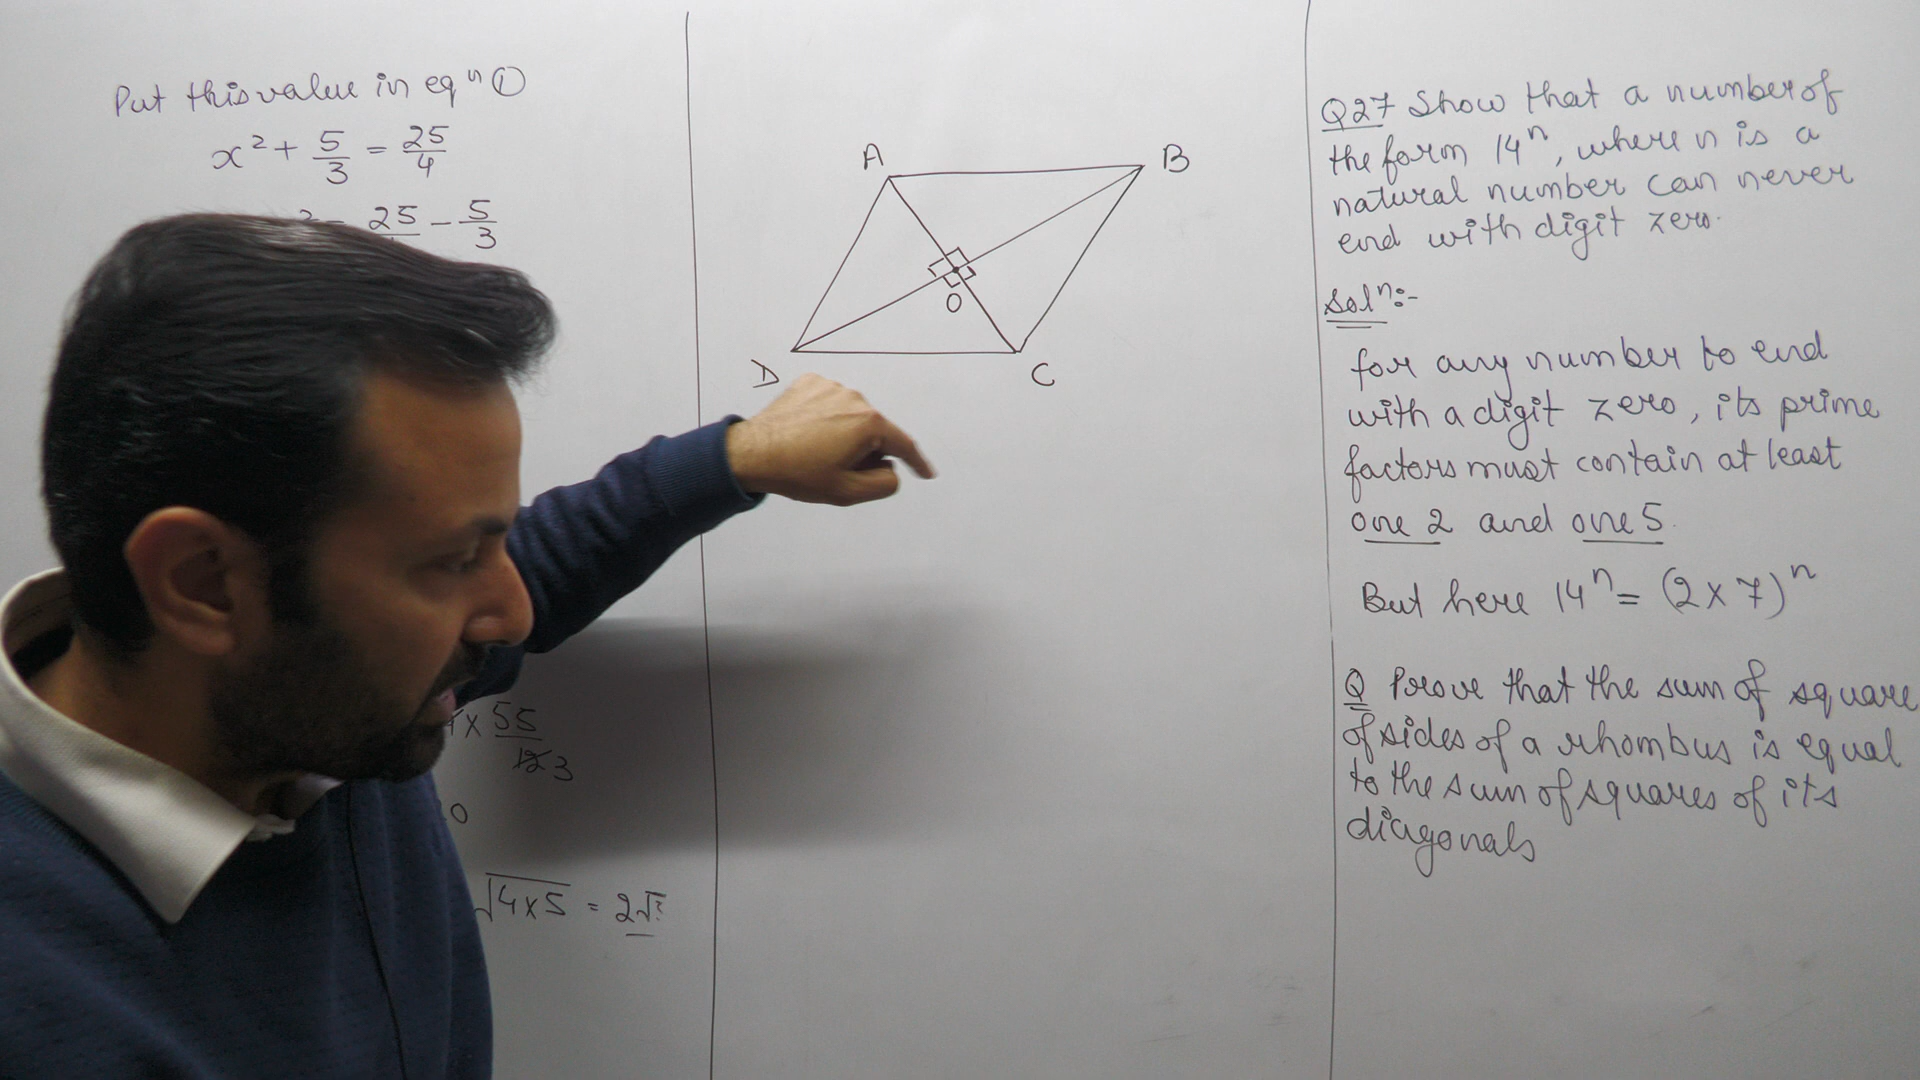 Put this value in eqⁿ ①
x² + 5/3 = 25/4
25 - 5/3
x 55
12 3
0
√4x5 = 2√
A
B
O
D
C
Q27 Show that a number of
the form 14ⁿ, where n is a
natural number can never
end with digit zero.
Solⁿ:-
for any number to end
with a digit zero, its prime
factors must contain at least
one 2 and one 5.
But here 14ⁿ = (2 x 7)ⁿ
Q Prove that the sum of square
of sides of a rhombus is equal
to the sum of squares of its
diagonals